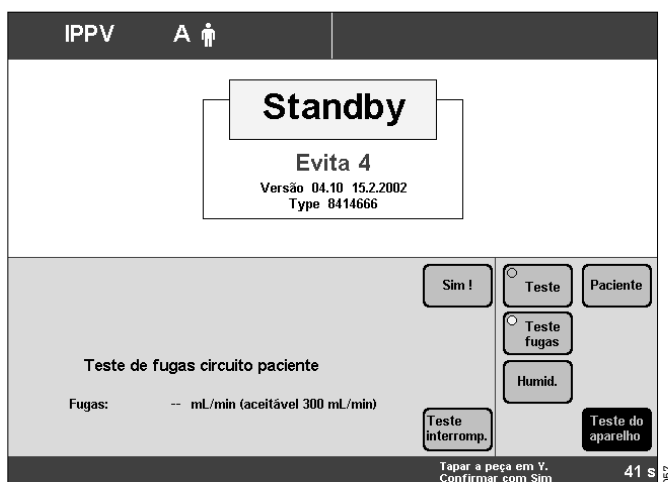 IPPV A
Standby
Evita 4
Versão 04.10 15.2.2002
Type 8414666
Sim !
Teste
Paciente
Teste
fugas
Teste de fugas circuito paciente
Humid.
Fugas: -- mL/min (aceitável 300 mL/min)
Teste
interromp.
Teste do
aparelho
Tapar a peça em Y.
Confirmar com Sim
41 s